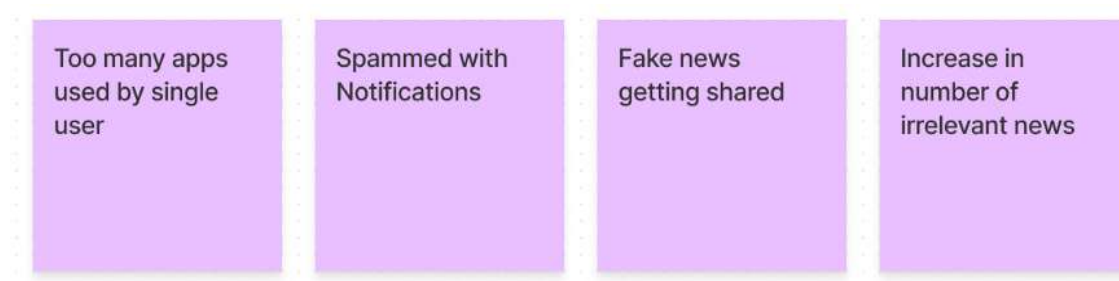 Too many apps
used by single
user
Spammed with
Notifications
Fake news
getting shared
Increase in
number of
irrelevant news